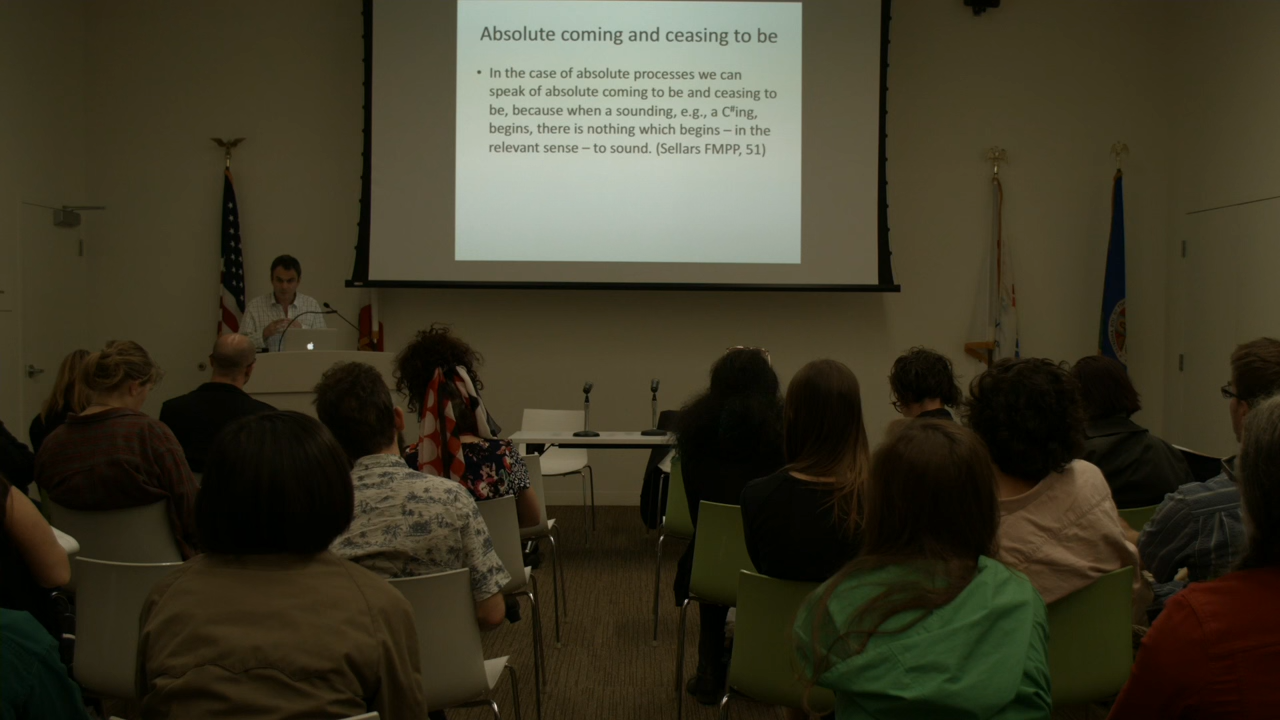 Absolute coming and ceasing to be
• In the case of absolute processes we can
speak of absolute coming to be and ceasing to
be, because when a sounding, e.g., a C#ing,
begins, there is nothing which begins – in the
relevant sense – to sound. (Sellars FMPP, 51)